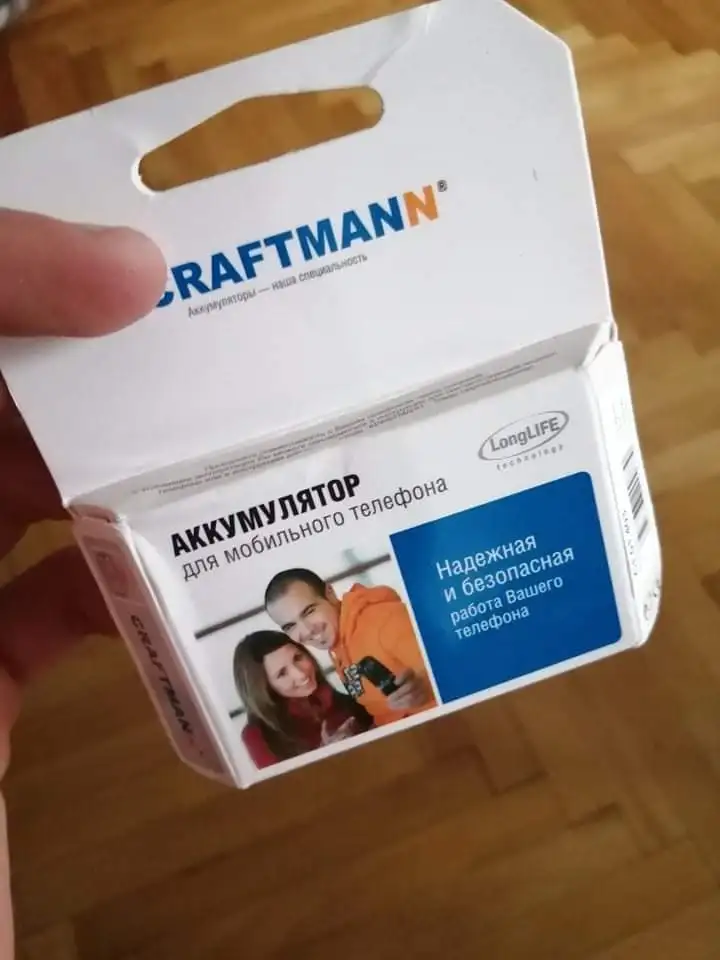 CRAFTMANN®
Аккумуляторы — наша специальность
LongLIFE
technology
АККУМУЛЯТОР
для мобильного телефона
Надежная
и безопасная
работа Вашего
телефона
CRAFTMANN